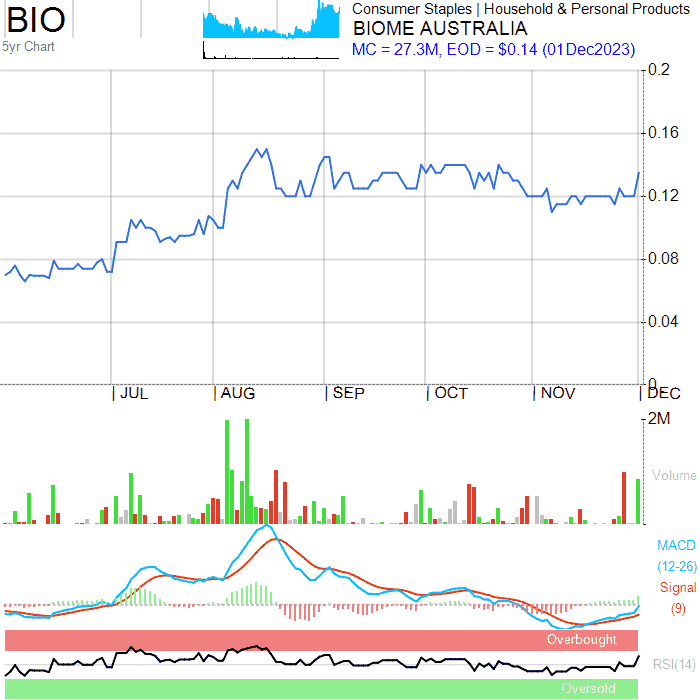 BIO
5yr Chart
Consumer Staples | Household & Personal Products
BIOME AUSTRALIA
MC = 27.3M, EOD = $0.14 (01Dec2023)
0.2
0.16
0.12
0.08
0.04
0
| JUL | AUG | SEP | OCT | NOV | DEC
2M
Volume
MACD
(12-26)
Signal
(9)
Overbought
RSI(14)
Oversold